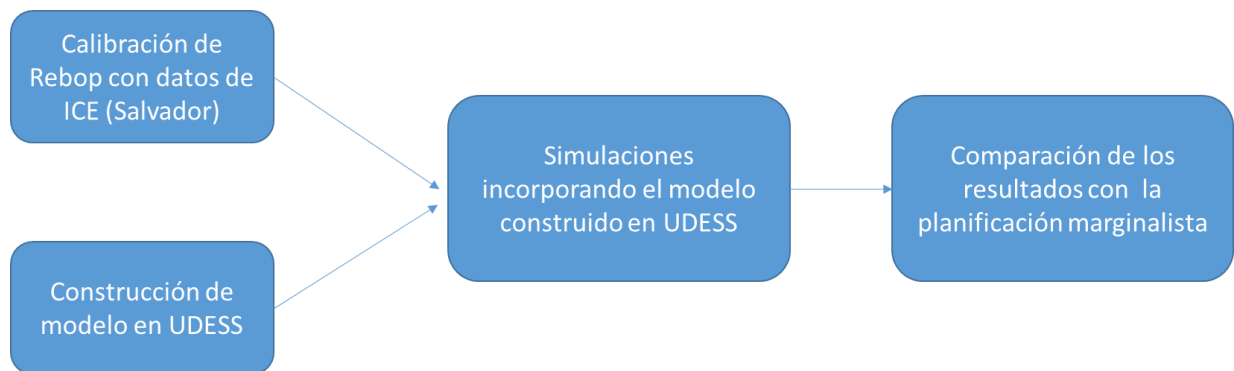 Calibración de
Rebop con datos de
ICE (Salvador)
Construcción de
modelo en UDESS
Simulaciones
incorporando el modelo
construido en UDESS
Comparación de los
resultados con la
planificación marginalista